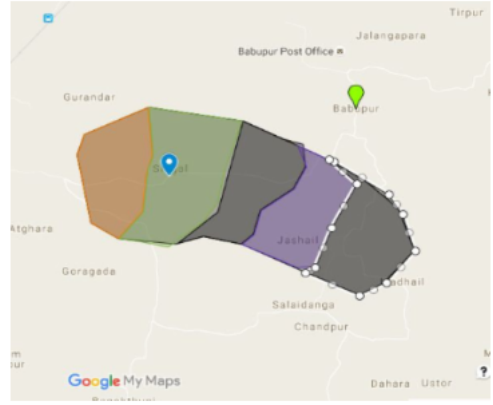 Tirpur
Jalangapara
Babupur Post Office
Gurandar
Babupur
Atghara
Jashail
Goragada
Salaidanga
Chandpur
Google My Maps
?
Dahara Ustor